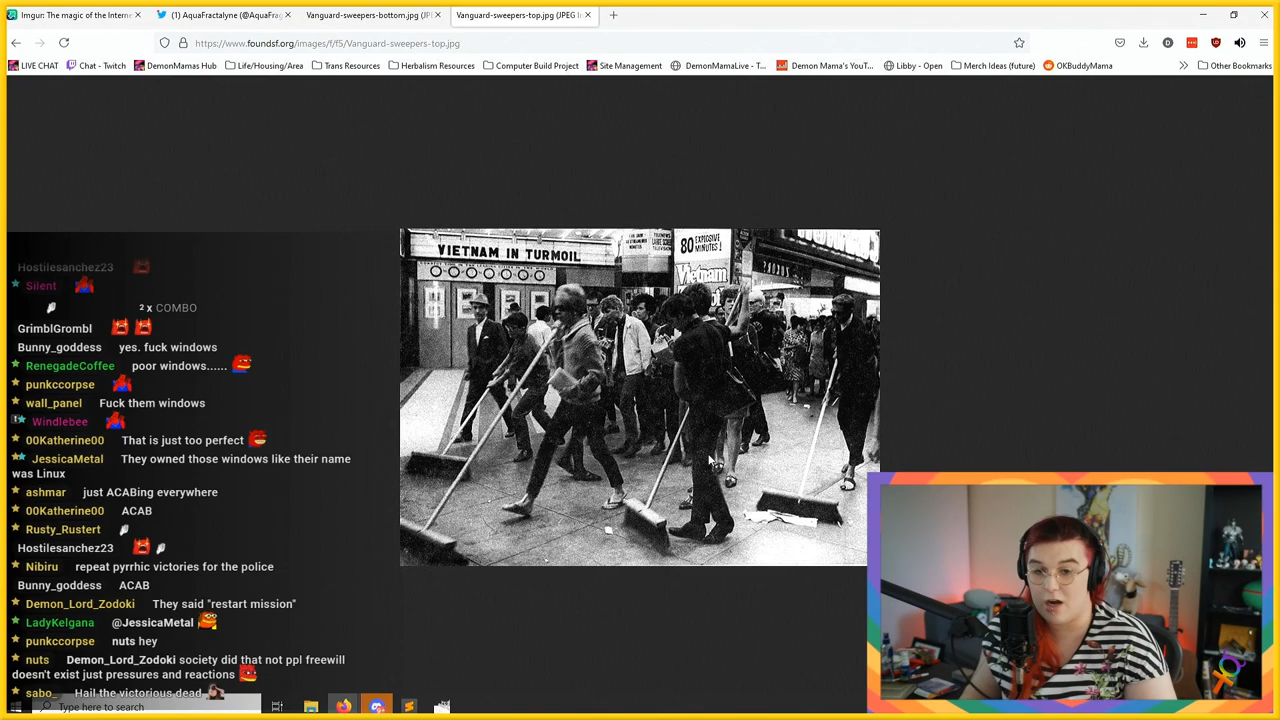 Imgur: The magic of the Interne
(1) AquaFractalyne (@AquaFrag
Vanguard-sweepers-bottom.jpg (JPE
Vanguard-sweepers-top.jpg (JPEG I
https://www.foundsf.org/images/f/f5/Vanguard-sweepers-top.jpg
LIVE CHAT
Chat - Twitch
DemonMamas Hub
Life/Housing/Area
Trans Resources
Herbalism Resources
Computer Build Project
Site Management
DemonMamaLive - T...
Demon Mama's YouT...
Libby - Open
Merch Ideas (future)
OKBuddyMama
Other Bookmarks
VIETNAM IN TURMOIL
80 EXPLOSIVE
MINUTES!
Vietnam
Hostilesanchez23
Silent
2 x COMBO
GrimblGrombl
Bunny_goddess yes. fuck windows
RenegadeCoffee poor windows......
punkccorpse
wall_panel Fuck them windows
Windlebee
00Katherine00 That is just too perfect
JessicaMetal They owned those windows like their name
was Linux
ashmar just ACABing everywhere
00Katherine00 ACAB
Rusty_Rustert
Hostilesanchez23
Nibiru repeat pyrrhic victories for the police
Bunny_goddess ACAB
Demon_Lord_Zodoki They said "restart mission"
LadyKelgana @JessicaMetal
punkccorpse nuts hey
nuts Demon_Lord_Zodoki society did that not ppl freewill
doesn't exist just pressures and reactions
sabo_ Hail the victorious dead
Type here to search